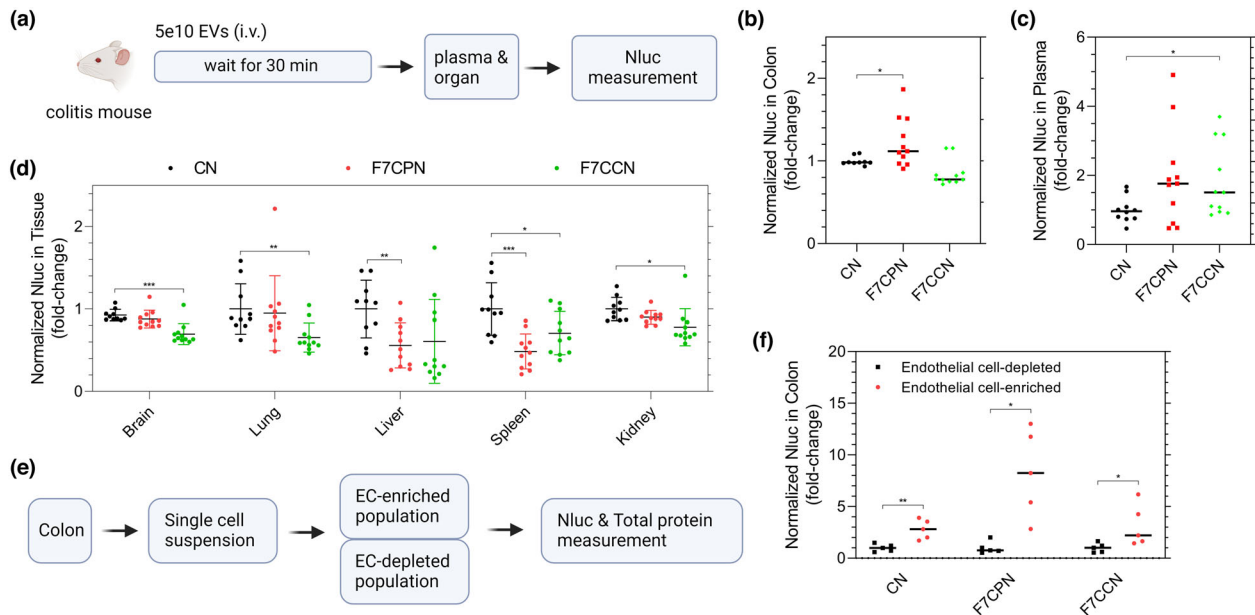 (a)
5e10 EVs (i.v.)
wait for 30 min
colitis mouse
plasma &
organ
Nluc
measurement
(b)
Normalized Nluc in Colon
(fold-change)
2
1
0
*
CN
F7CPN
F7CCN
(c)
Normalized Nluc in Plasma
(fold-change)
6
4
2
0
*
CN
F7CPN
F7CCN
(d)
CN
F7CPN
F7CCN
Normalized Nluc in Tissue
(fold-change)
2
1
0
***
**
**
*
***
*
Brain
Lung
Liver
Spleen
Kidney
(e)
Colon
Single cell
suspension
EC-enriched
population
EC-depleted
population
Nluc & Total protein
measurement
(f)
Normalized Nluc in Colon
(fold-change)
20
15
10
5
0
Endothelial cell-depleted
Endothelial cell-enriched
**
*
*
CN
F7CPN
F7CCN